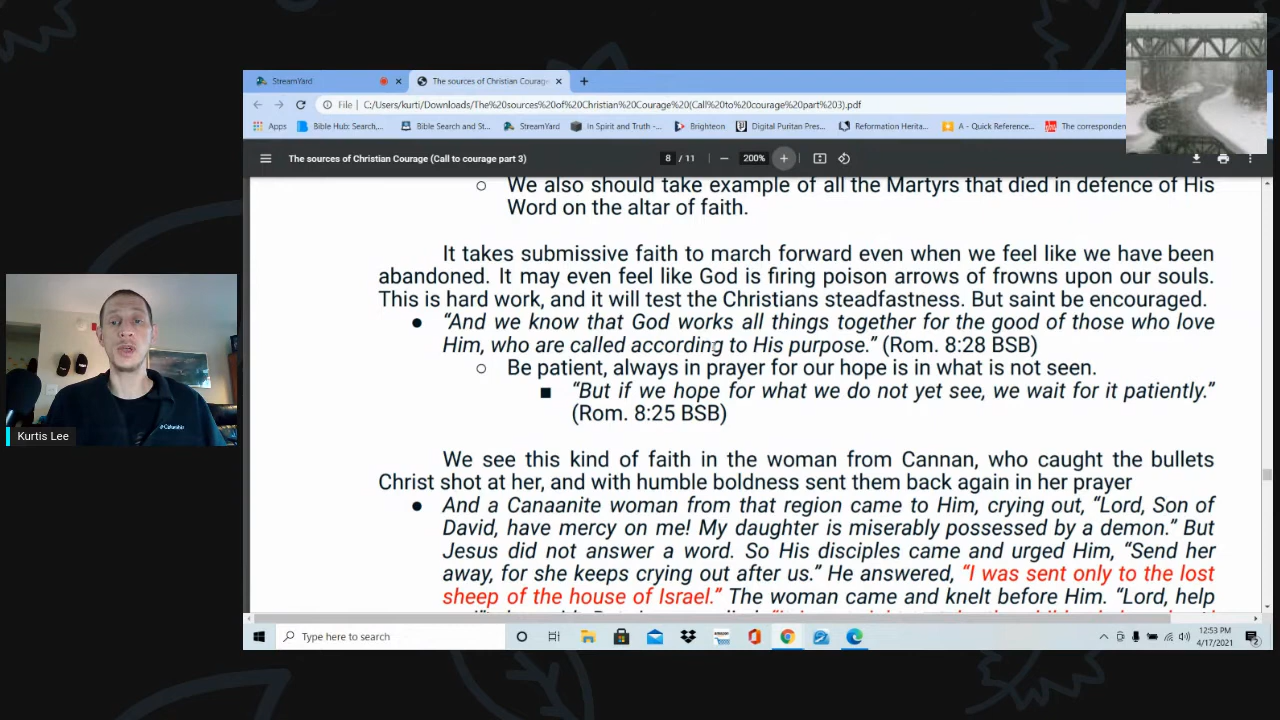 StreamYard
The sources of Christian Courage
File C:/Users/kurti/Downloads/The%20sources%20of%20Christian%20Courage%20(Call%20to%20courage%20part%203).pdf
Apps Bible Hub: Search,... Bible Search and St... StreamYard In Spirit and Truth -... Brighteon Digital Puritan Pres... Reformation Herita... A - Quick Reference... The corresponden
The sources of Christian Courage (Call to courage part 3) 8 / 11 200%
○ We also should take example of all the Martyrs that died in defence of His
Word on the altar of faith.
It takes submissive faith to march forward even when we feel like we have been
abandoned. It may even feel like God is firing poison arrows of frowns upon our souls.
This is hard work, and it will test the Christians steadfastness. But saint be encouraged.
● “And we know that God works all things together for the good of those who love
Him, who are called according to His purpose.” (Rom. 8:28 BSB)
○ Be patient, always in prayer for our hope is in what is not seen.
■ “But if we hope for what we do not yet see, we wait for it patiently.”
(Rom. 8:25 BSB)
We see this kind of faith in the woman from Cannan, who caught the bullets
Christ shot at her, and with humble boldness sent them back again in her prayer
● And a Canaanite woman from that region came to Him, crying out, “Lord, Son of
David, have mercy on me! My daughter is miserably possessed by a demon.” But
Jesus did not answer a word. So His disciples came and urged Him, “Send her
away, for she keeps crying out after us.” He answered, “I was sent only to the lost
sheep of the house of Israel.” The woman came and knelt before Him. “Lord, help
Columbia
Kurtis Lee
Type here to search
12:53 PM
4/17/2021